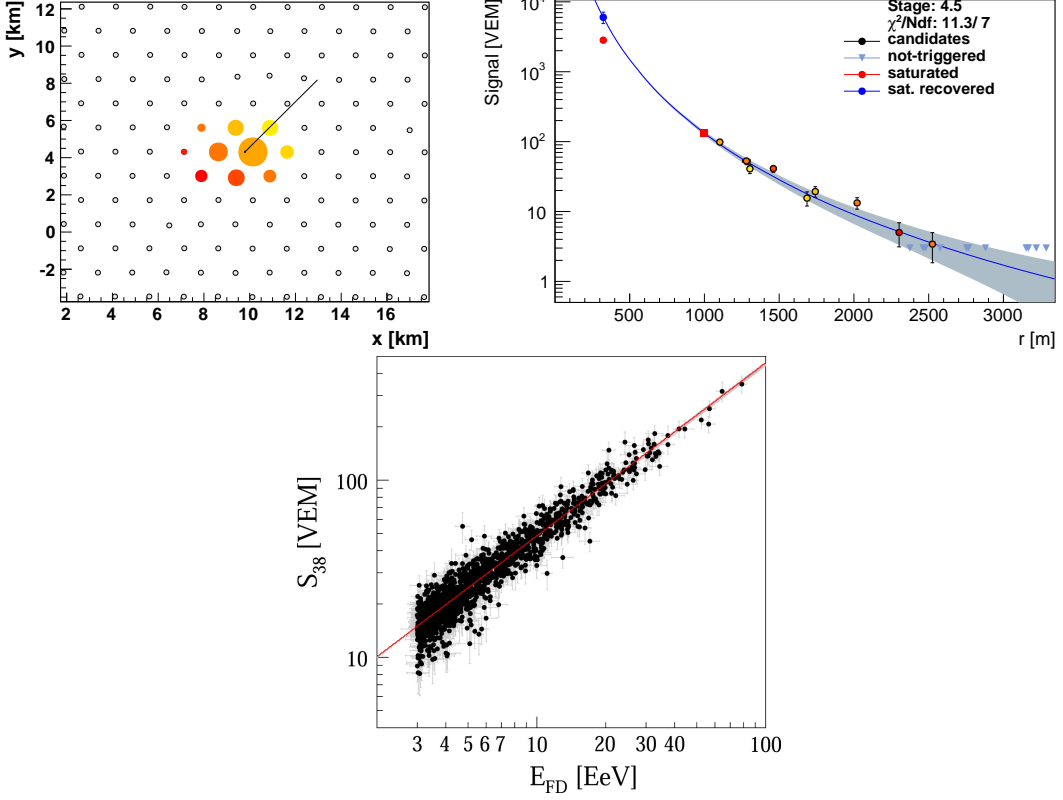 y [km]
12
10
8
6
4
2
0
-2
2 4 6 8 10 12 14 16
x [km]
Signal [VEM]
10³
10²
10
1
Stage: 4.5
χ²/Ndf: 11.3/ 7
candidates
not-triggered
saturated
sat. recovered
500 1000 1500 2000 2500 3000
r [m]
S₃₈ [VEM]
100
10
3 4 5 6 7 10 20 30 40 100
E_FD [EeV]